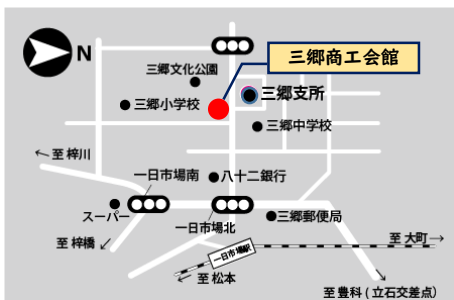 N
三郷商工会館
三郷文化公園
三郷支所
三郷小学校
三郷中学校
←至 梓川
一日市場南
八十二銀行
スーパー
一日市場北
三郷郵便局
至 梓橋↙
一日市場駅
至 大町→
←至 松本
至 豊科 ( 立石交差点)